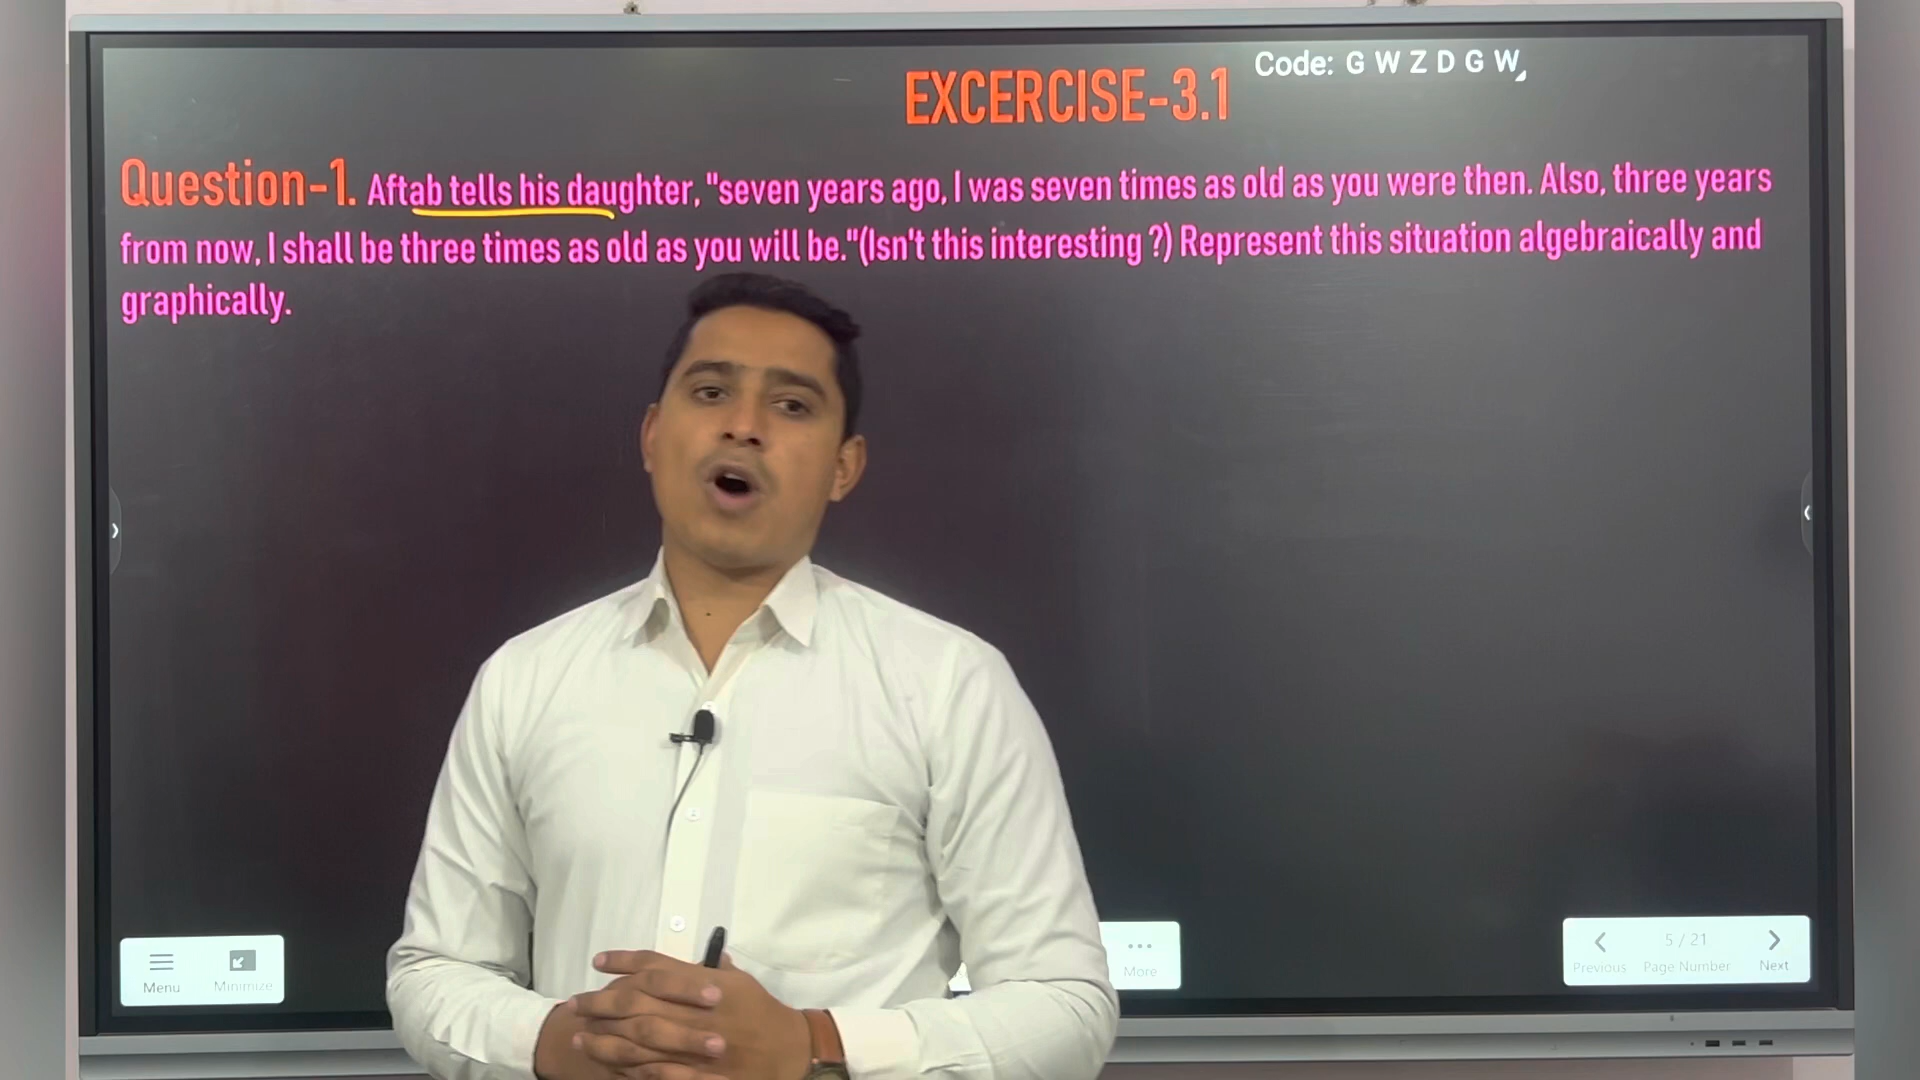 Code: G W Z D G W
EXCERCISE-3.1
Question-1. Aftab tells his daughter, "seven years ago, I was seven times as old as you were then. Also, three years
from now, I shall be three times as old as you will be."(Isn't this interesting ?) Represent this situation algebraically and
graphically.
Menu
Minimize
More
Previous
5 / 21
Page Number
Next